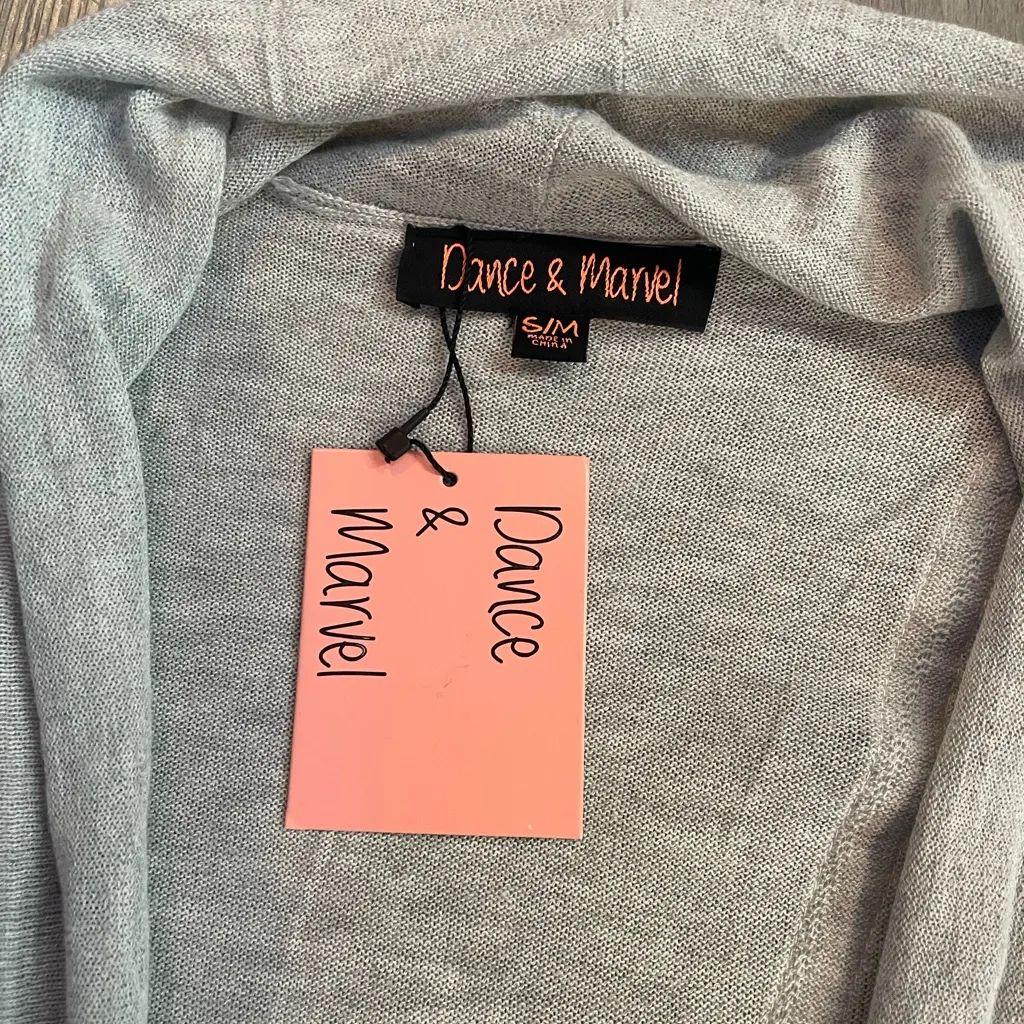 Dance & Marvel
S/M
MADE IN
CHINA
Dance
&
Marvel